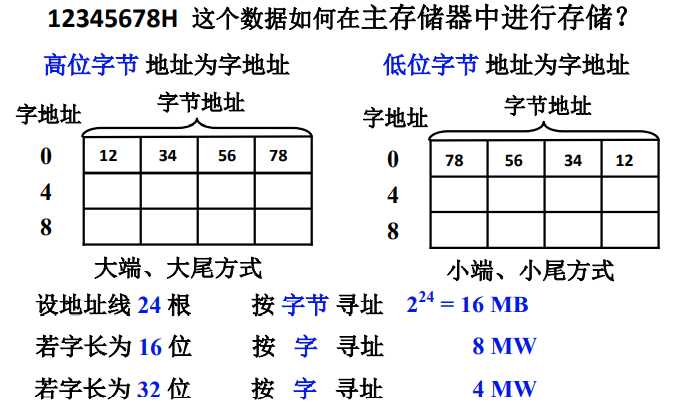 12345678H 这个数据如何在主存储器中进行存储？
高位字节 地址为字地址
低位字节 地址为字地址
字地址 字节地址
0 12 34 56 78
4
8
大端、大尾方式
字地址 字节地址
0 78 56 34 12
4
8
小端、小尾方式
设地址线 24 根 按 字节 寻址 2^24 = 16 MB
若字长为 16 位 按 字 寻址 8 MW
若字长为 32 位 按 字 寻址 4 MW